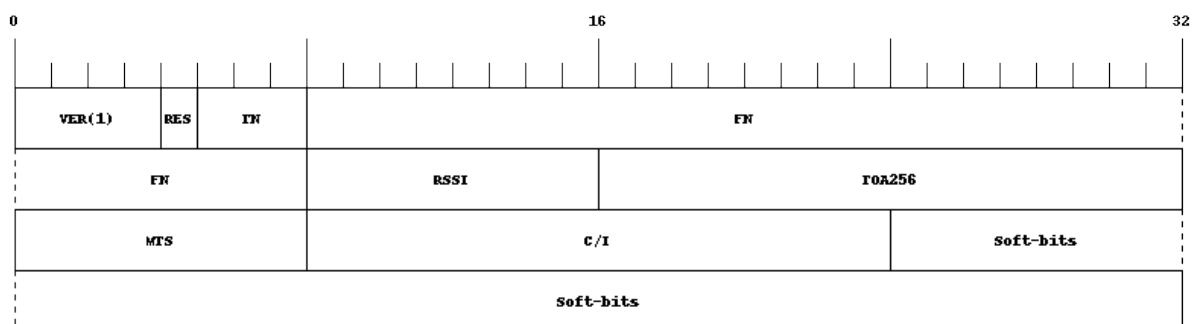 0 16 32
VER(1) RES TN FN
FN RSSI TOA256
MTS C/I Soft-bits
Soft-bits